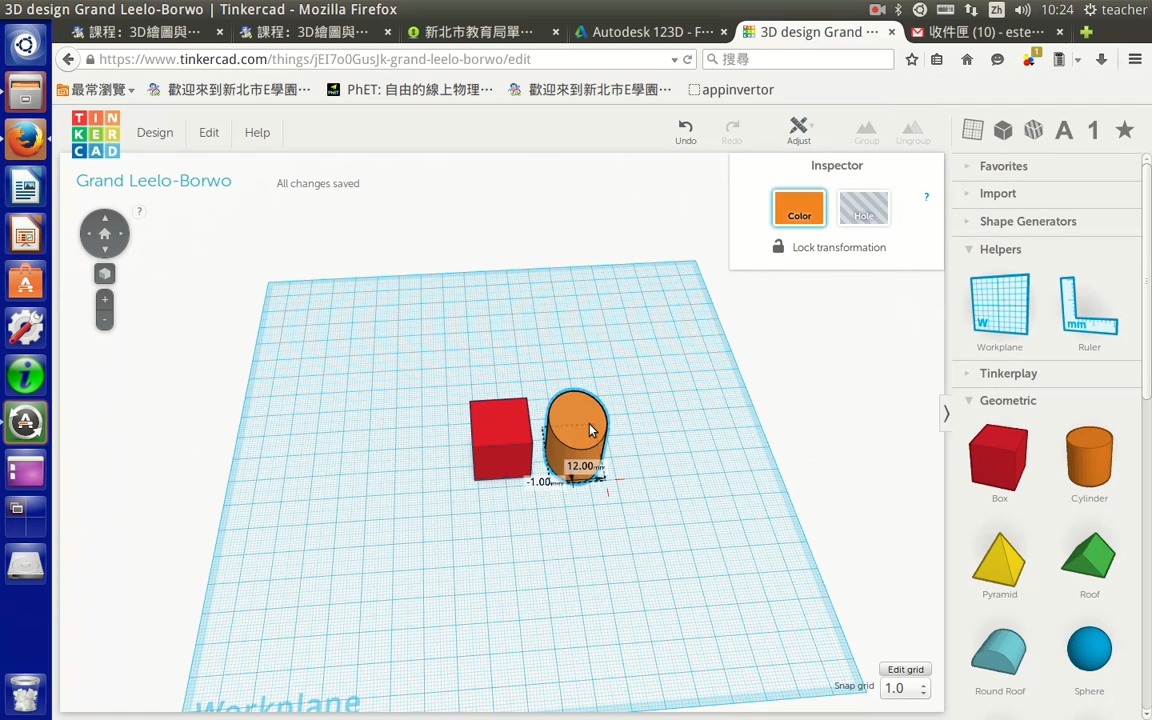 3D design Grand Leelo-Borwo | Tinkercad - Mozilla Firefox
Zh
10:24
teacher
課程：3D繪圖與···
課程：3D繪圖與···
新北市教育局單···
Autodesk 123D - F···
3D design Grand ···
收件匣 (10) - este···
https://www.tinkercad.com/things/jEI7o0GusJk-grand-leelo-borwo/edit
搜尋
1
最常瀏覽
歡迎來到新北市E學園···
PhET: 自由的線上物理···
歡迎來到新北市E學園···
appinvertor
TIN
KER
CAD
Design
Edit
Help
Undo
Redo
Adjust
Group
Ungroup
A
1
Grand Leelo-Borwo
All changes saved
?
+
-
Inspector
Color
Hole
?
Lock transformation
12.00mm
-1.00mm
Workplane
Edit grid
Snap grid
1.0
Favorites
Import
Shape Generators
Helpers
W
mm
Workplane
Ruler
Tinkerplay
Geometric
Box
Cylinder
Pyramid
Roof
Round Roof
Sphere